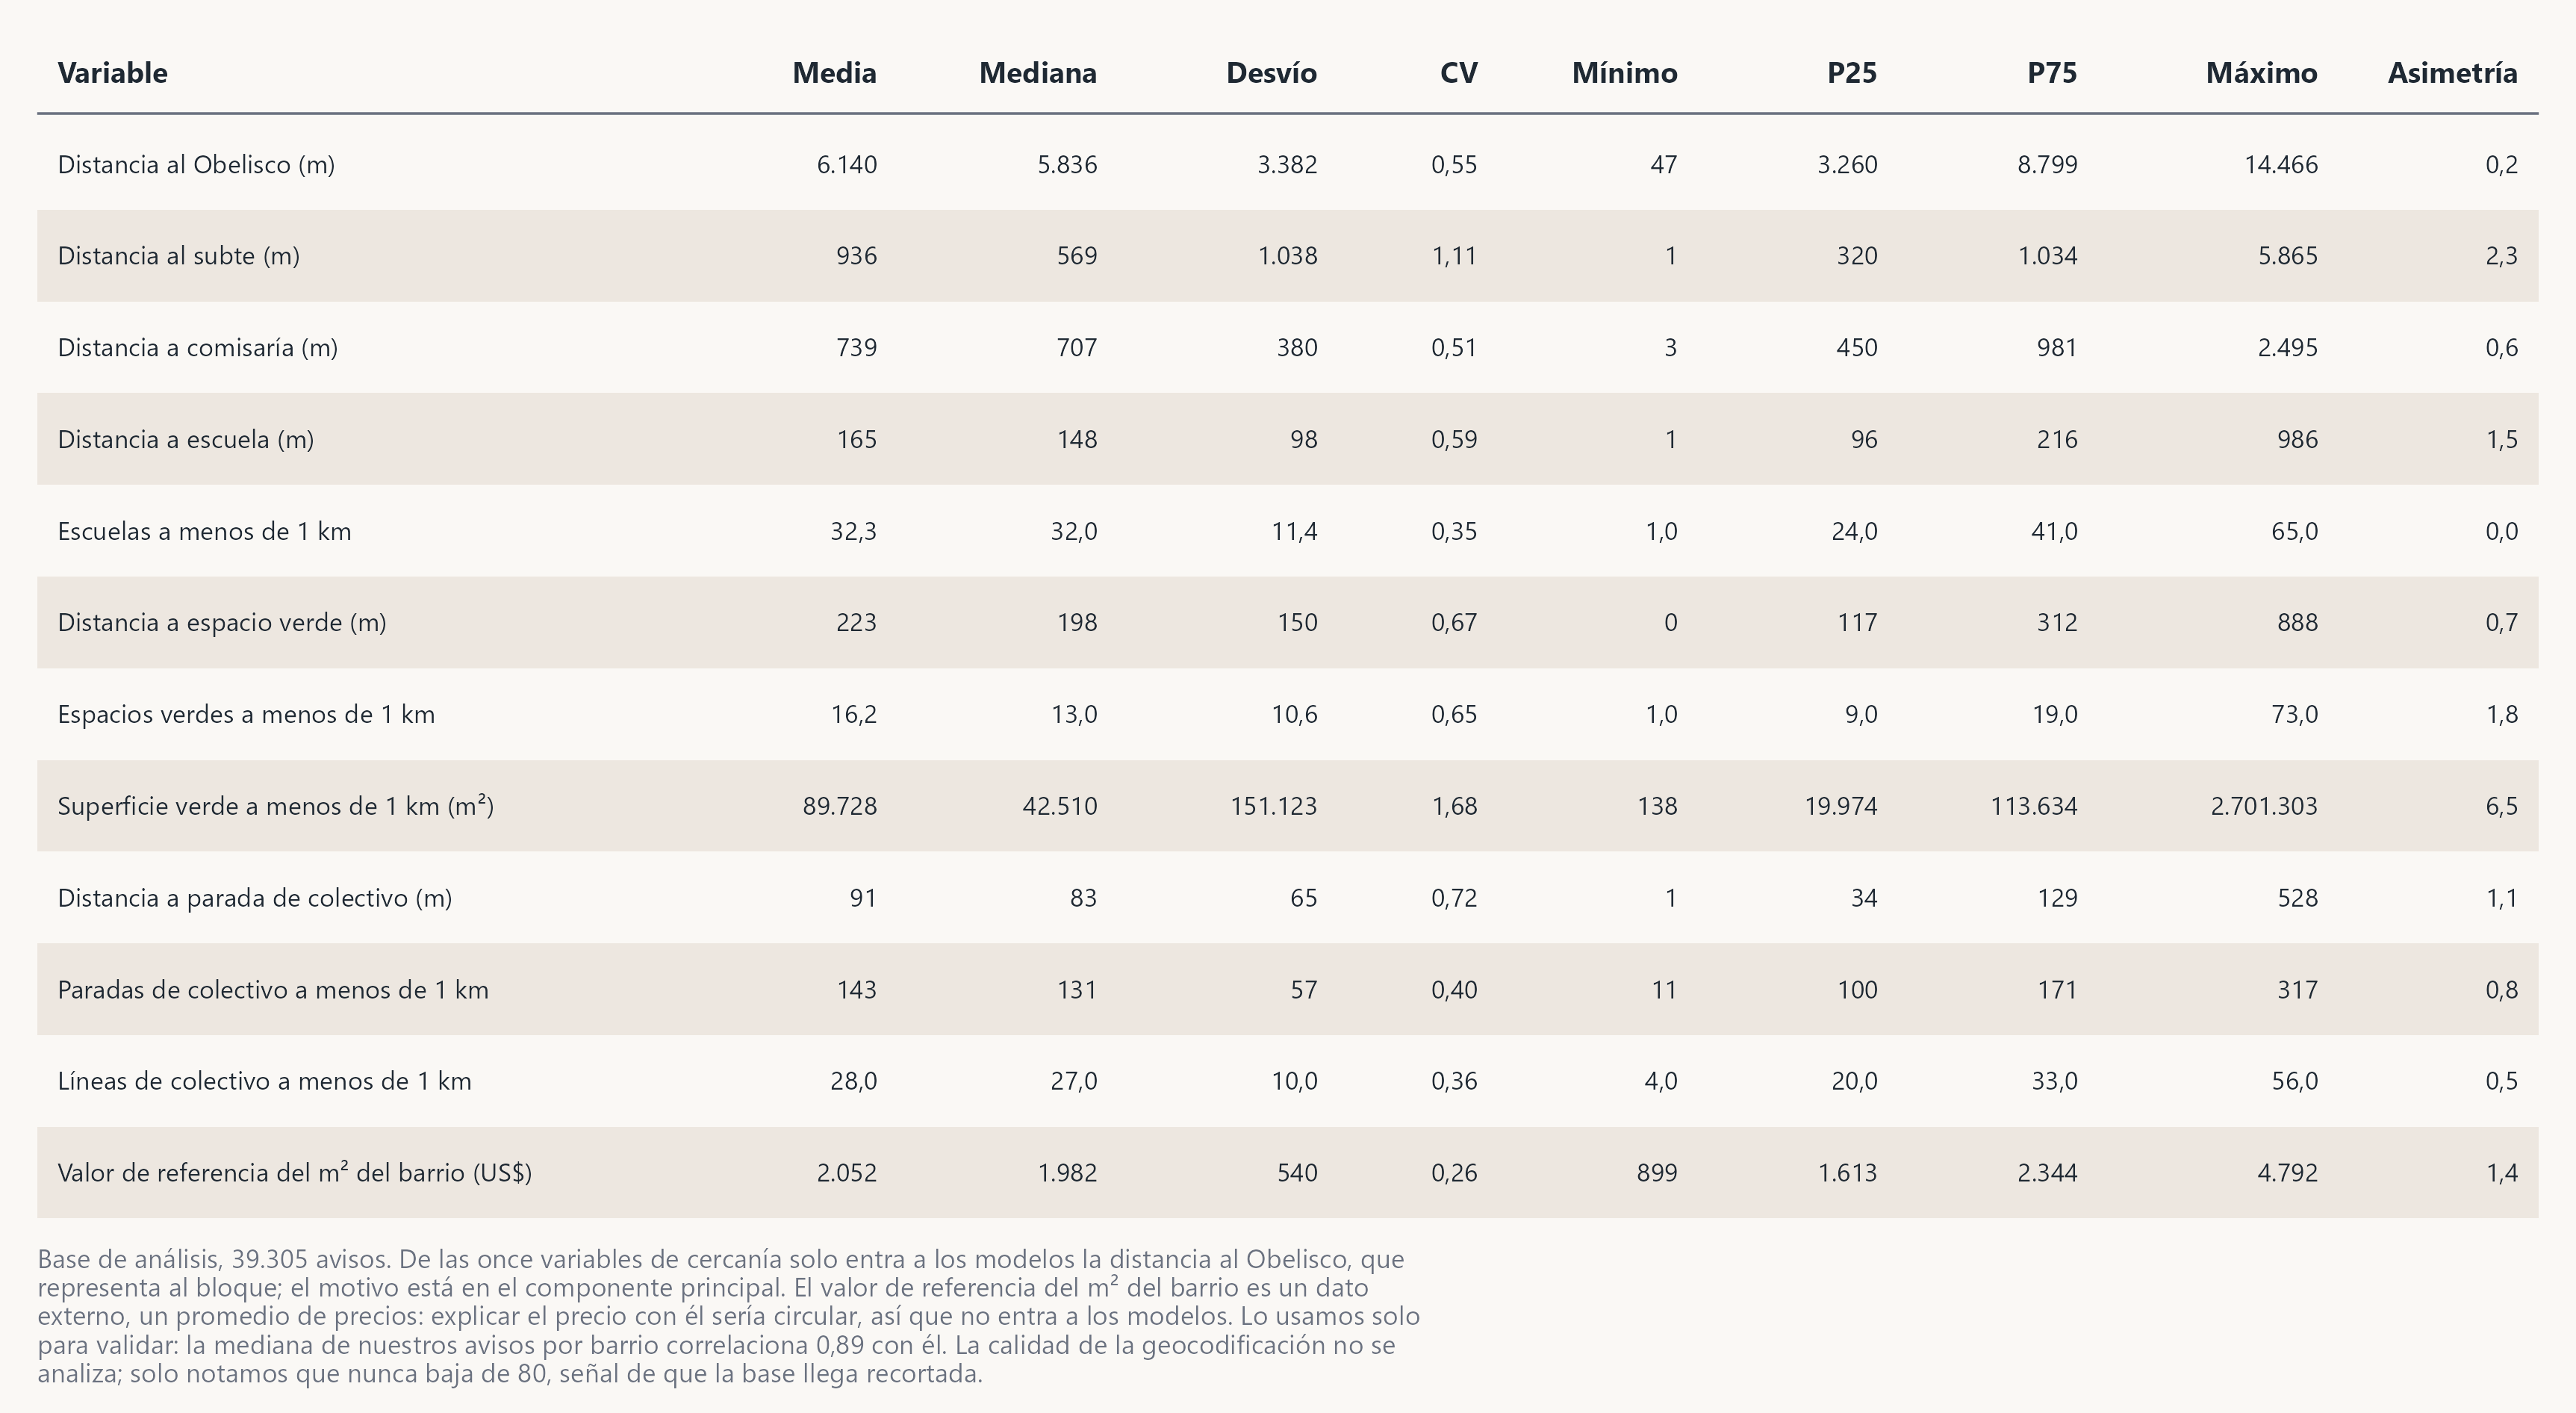 Variable Media Mediana Desvío CV Mínimo P25 P75 Máximo Asimetría
Distancia al Obelisco (m) 6.140 5.836 3.382 0,55 47 3.260 8.799 14.466 0,2
Distancia al subte (m) 936 569 1.038 1,11 1 320 1.034 5.865 2,3
Distancia a comisaría (m) 739 707 380 0,51 3 450 981 2.495 0,6
Distancia a escuela (m) 165 148 98 0,59 1 96 216 986 1,5
Escuelas a menos de 1 km 32,3 32,0 11,4 0,35 1,0 24,0 41,0 65,0 0,0
Distancia a espacio verde (m) 223 198 150 0,67 0 117 312 888 0,7
Espacios verdes a menos de 1 km 16,2 13,0 10,6 0,65 1,0 9,0 19,0 73,0 1,8
Superficie verde a menos de 1 km (m²) 89.728 42.510 151.123 1,68 138 19.974 113.634 2.701.303 6,5
Distancia a parada de colectivo (m) 91 83 65 0,72 1 34 129 528 1,1
Paradas de colectivo a menos de 1 km 143 131 57 0,40 11 100 171 317 0,8
Líneas de colectivo a menos de 1 km 28,0 27,0 10,0 0,36 4,0 20,0 33,0 56,0 0,5
Valor de referencia del m² del barrio (US$) 2.052 1.982 540 0,26 899 1.613 2.344 4.792 1,4
Base de análisis, 39.305 avisos. De las once variables de cercanía solo entra a los modelos la distancia al Obelisco, que
representa al bloque; el motivo está en el componente principal. El valor de referencia del m² del barrio es un dato
externo, un promedio de precios: explicar el precio con él sería circular, así que no entra a los modelos. Lo usamos solo
para validar: la mediana de nuestros avisos por barrio correlaciona 0,89 con él. La calidad de la geocodificación no se
analiza; solo notamos que nunca baja de 80, señal de que la base llega recortada.